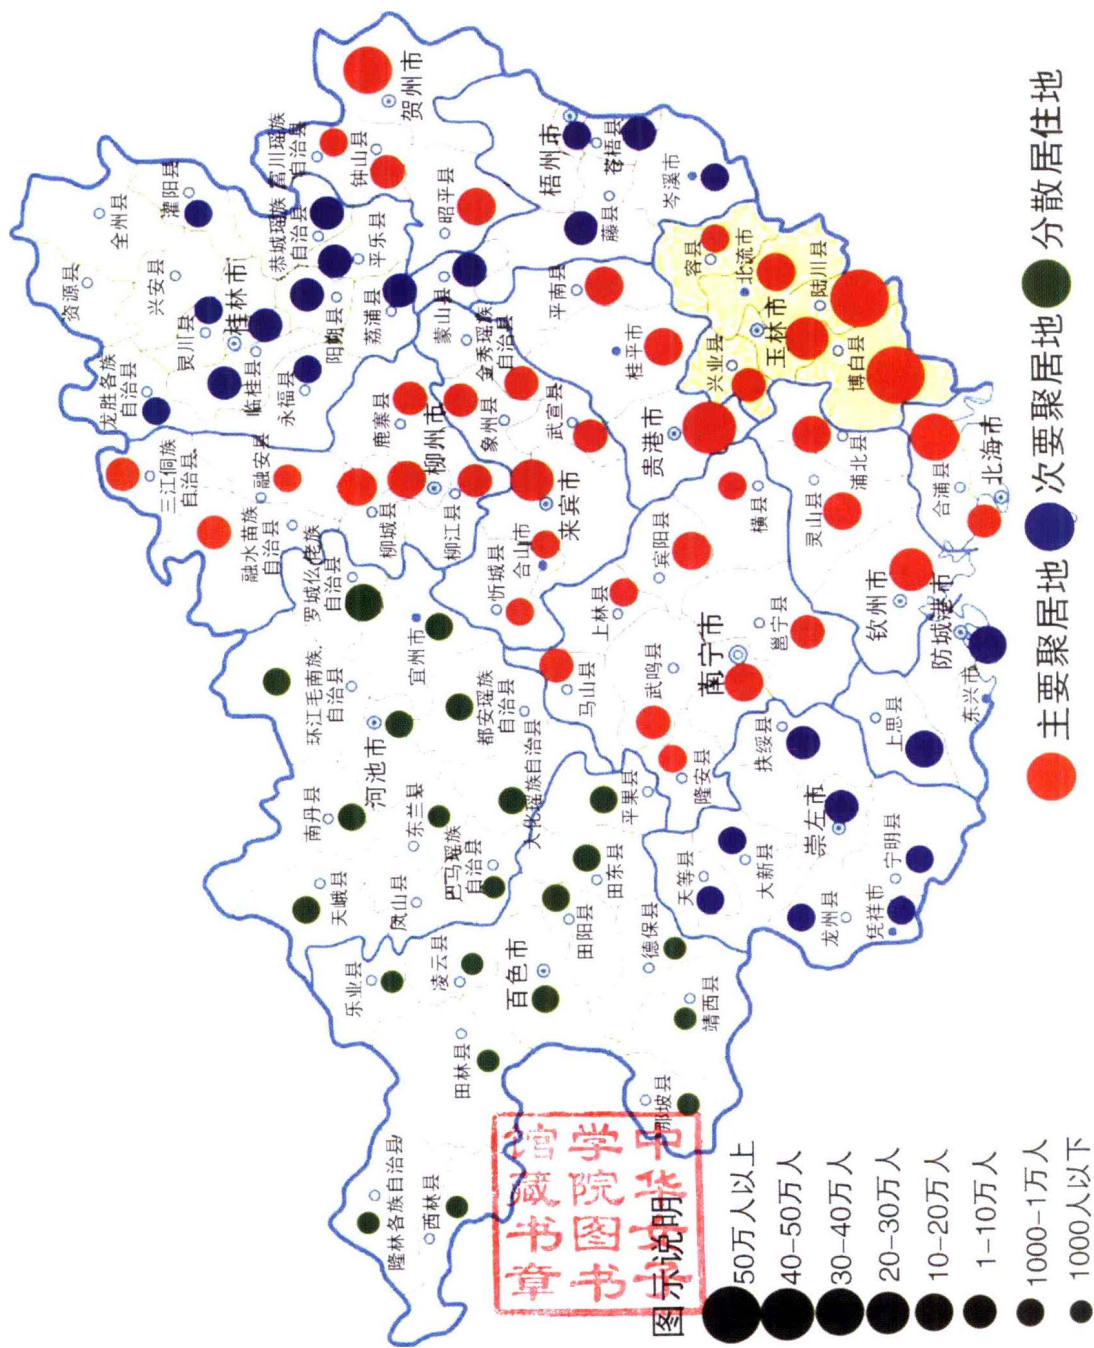 资源县
全州县
龙胜各族
自治县
兴安县
灌阳县
灵川县
桂林市
临桂县
永福县
恭城瑶族
自治县
富川瑶族
自治县
阳朔县
平乐县
钟山县
荔浦县
贺州市
三江侗族
自治县
融安县
融水苗族
自治县
罗城仫佬族
自治县
环江毛南族
自治县
南丹县
天峨县
乐业县
隆林各族自治县
西林县
田林县
凌云县
凤山县
东兰县
巴马瑶族
自治县
河池市
宜州市
都安瑶族
自治县
大化瑶族自治县
柳城县
鹿寨县
柳州市
柳江县
蒙山县
昭平县
金秀瑶族
自治县
象州县
武宣县
忻城县
合山市
来宾市
百色市
田阳县
田东县
平果县
德保县
靖西县
那坡县
马山县
上林县
宾阳县
武鸣县
隆安县
南宁市
邕宁县
横县
贵港市
桂平市
平南县
梧州市
苍梧县
藤县
岑溪市
容县
北流市
兴业县
玉林市
陆川县
博白县
天等县
大新县
扶绥县
崇左市
龙州县
宁明县
凭祥市
上思县
东兴市
防城港市
钦州市
灵山县
浦北县
合浦县
北海市
中华女子
学院图书
馆藏书章
图示说明
50万人以上
40-50万人
30-40万人
20-30万人
10-20万人
1-10万人
1000-1万人
1000人以下
主要聚居地
次要聚居地
分散居住地